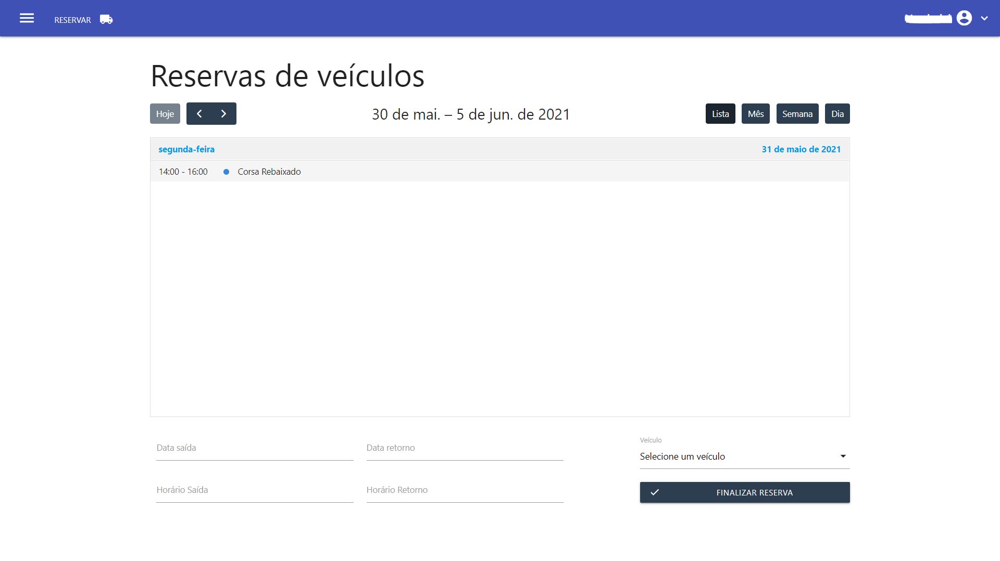 RESERVAR
Reservas de veículos
Hoje
30 de mai. – 5 de jun. de 2021
Lista Mês Semana Dia
segunda-feira 31 de maio de 2021
14:00 - 16:00 Corsa Rebaixado
Data saída Data retorno
Veículo
Selecione um veículo
Horário Saída Horário Retorno
FINALIZAR RESERVA